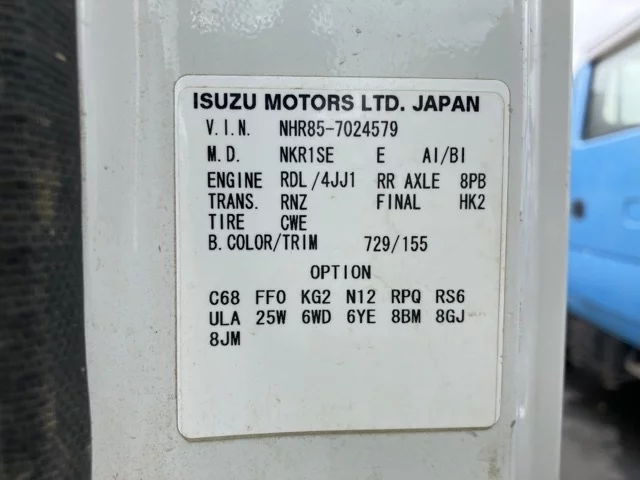 ISUZU MOTORS LTD. JAPAN
V.I.N. NHR85-7024579
M.D. NKR1SE E AI/BI
ENGINE RDL/4JJ1 RR AXLE 8PB
TRANS. RNZ FINAL HK2
TIRE CWE
B.COLOR/TRIM 729/155
OPTION
C68 FF0 KG2 N12 RPQ RS6
ULA 25W 6WD 6YE 8BM 8GJ
8JM